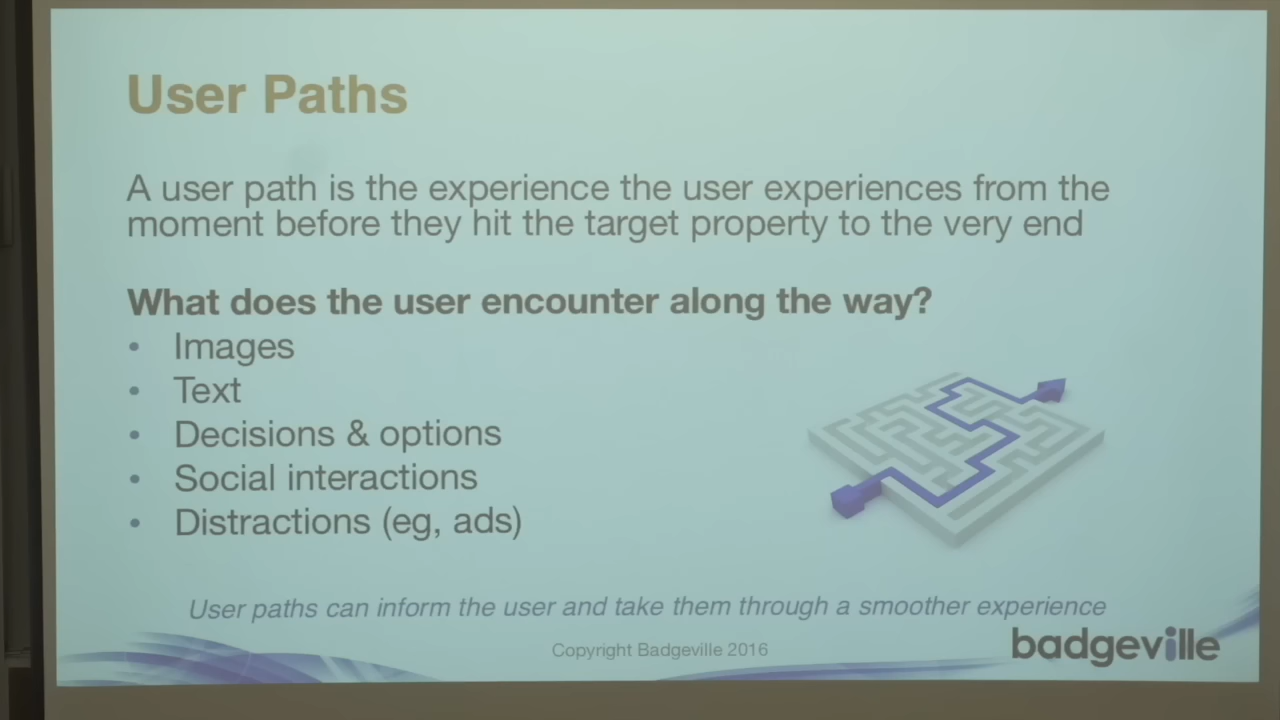 User Paths
A user path is the experience the user experiences from the
moment before they hit the target property to the very end
What does the user encounter along the way?
• Images
• Text
• Decisions & options
• Social interactions
• Distractions (eg, ads)
User paths can inform the user and take them through a smoother experience
Copyright Badgeville 2016
badgeville